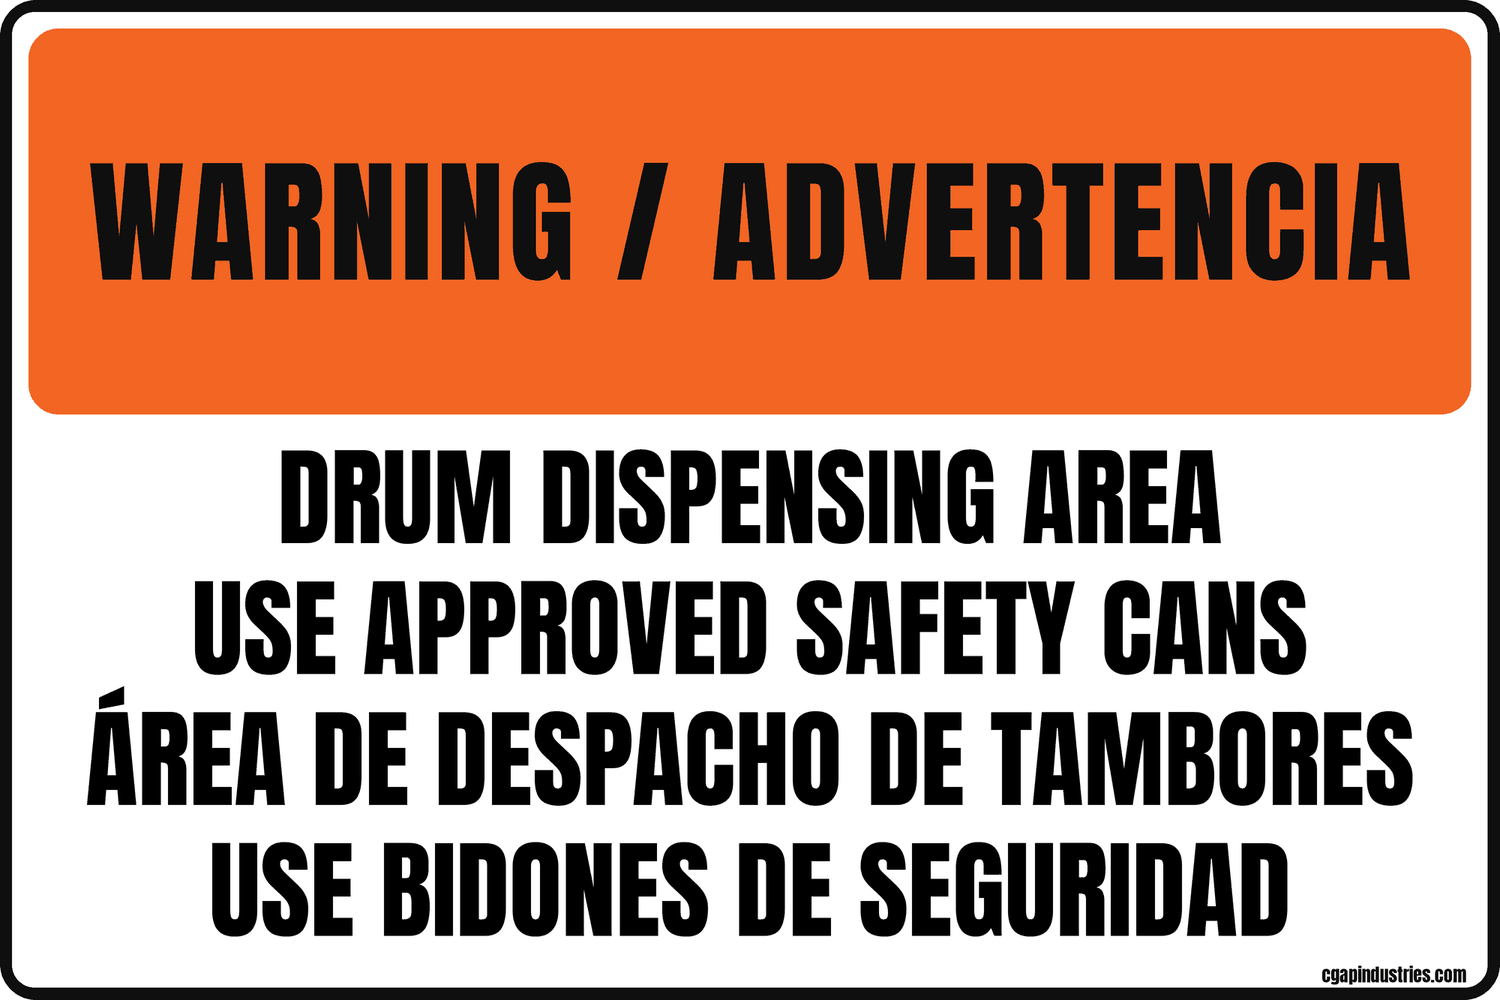 WARNING / ADVERTENCIA
DRUM DISPENSING AREA
USE APPROVED SAFETY CANS
ÁREA DE DESPACHO DE TAMBORES
USE BIDONES DE SEGURIDAD
cgapindustries.com